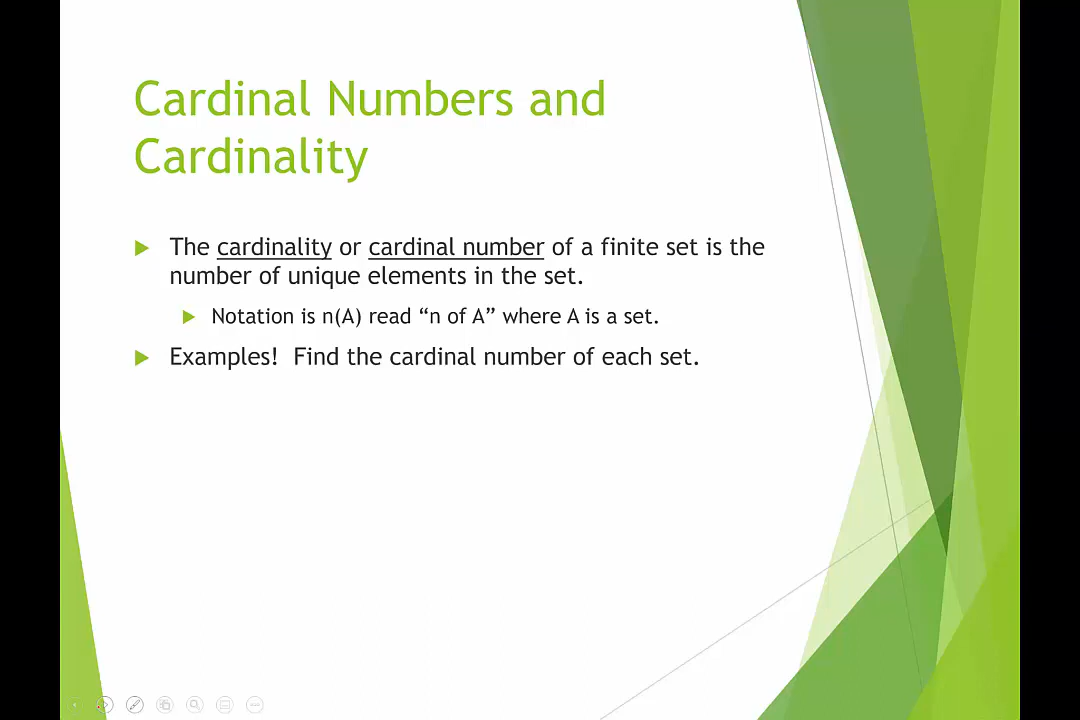 Cardinal Numbers and
Cardinality
The cardinality or cardinal number of a finite set is the
number of unique elements in the set.
Notation is n(A) read “n of A” where A is a set.
Examples! Find the cardinal number of each set.